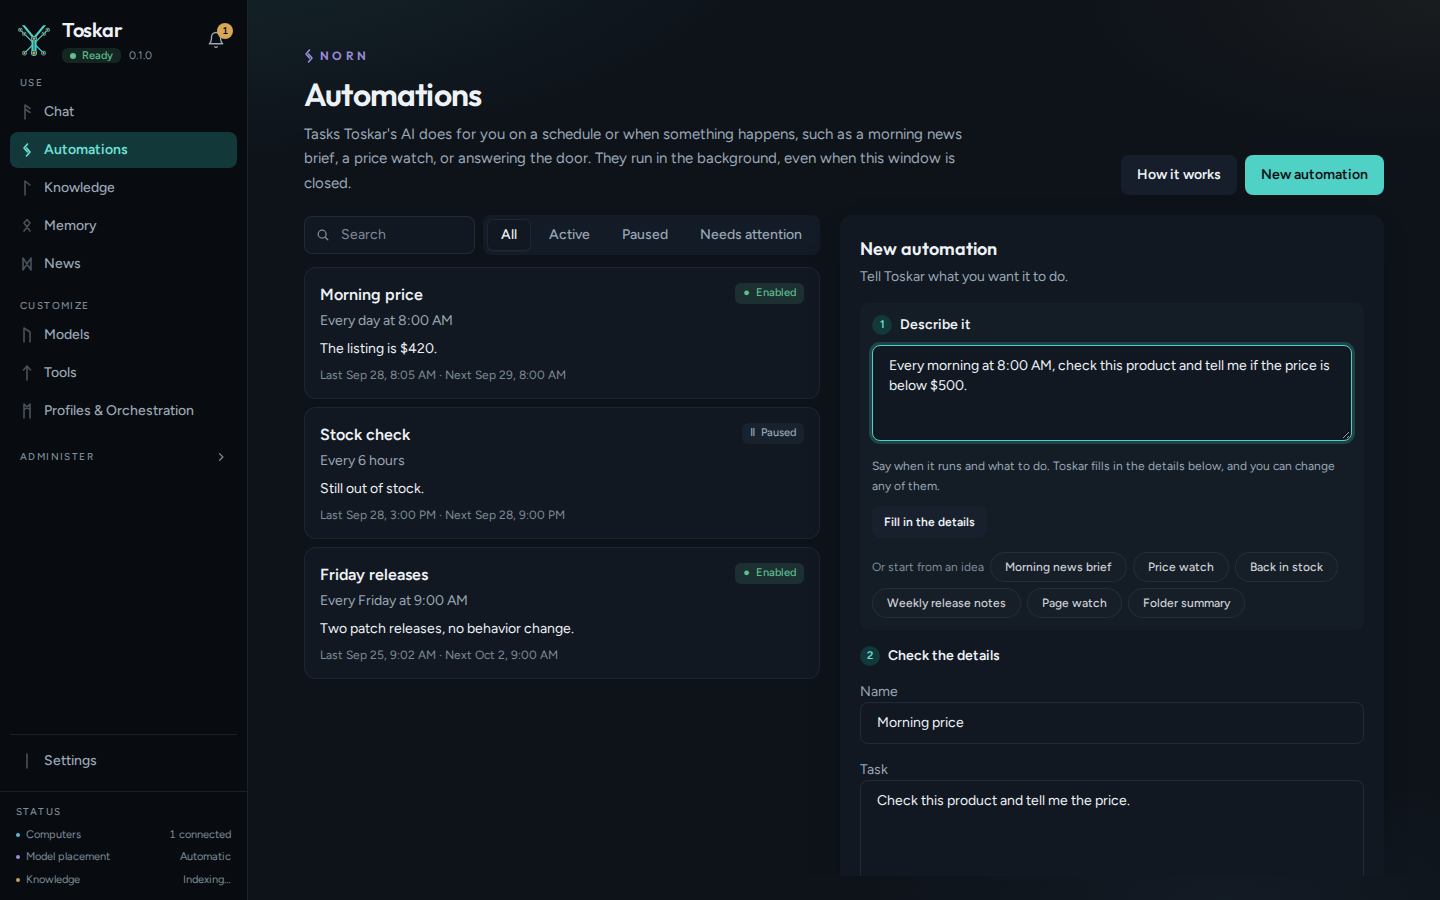 Toskar
1
Ready 0.1.0
USE
Chat
Automations
Knowledge
Memory
News
CUSTOMIZE
Models
Tools
Profiles & Orchestration
ADMINISTER
Settings
STATUS
Computers 1 connected
Model placement Automatic
Knowledge Indexing...
NORN
Automations
Tasks Toskar's AI does for you on a schedule or when something happens, such as a morning news
brief, a price watch, or answering the door. They run in the background, even when this window is
closed.
How it works New automation
Search All Active Paused Needs attention
Morning price Enabled
Every day at 8:00 AM
The listing is $420.
Last Sep 28, 8:05 AM · Next Sep 29, 8:00 AM
Stock check Paused
Every 6 hours
Still out of stock.
Last Sep 28, 3:00 PM · Next Sep 28, 9:00 PM
Friday releases Enabled
Every Friday at 9:00 AM
Two patch releases, no behavior change.
Last Sep 25, 9:02 AM · Next Oct 2, 9:00 AM
New automation
Tell Toskar what you want it to do.
1 Describe it
Every morning at 8:00 AM, check this product and tell me if the price is
below $500.
Say when it runs and what to do. Toskar fills in the details below, and you can change
any of them.
Fill in the details
Or start from an idea Morning news brief Price watch Back in stock
Weekly release notes Page watch Folder summary
2 Check the details
Name
Morning price
Task
Check this product and tell me the price.